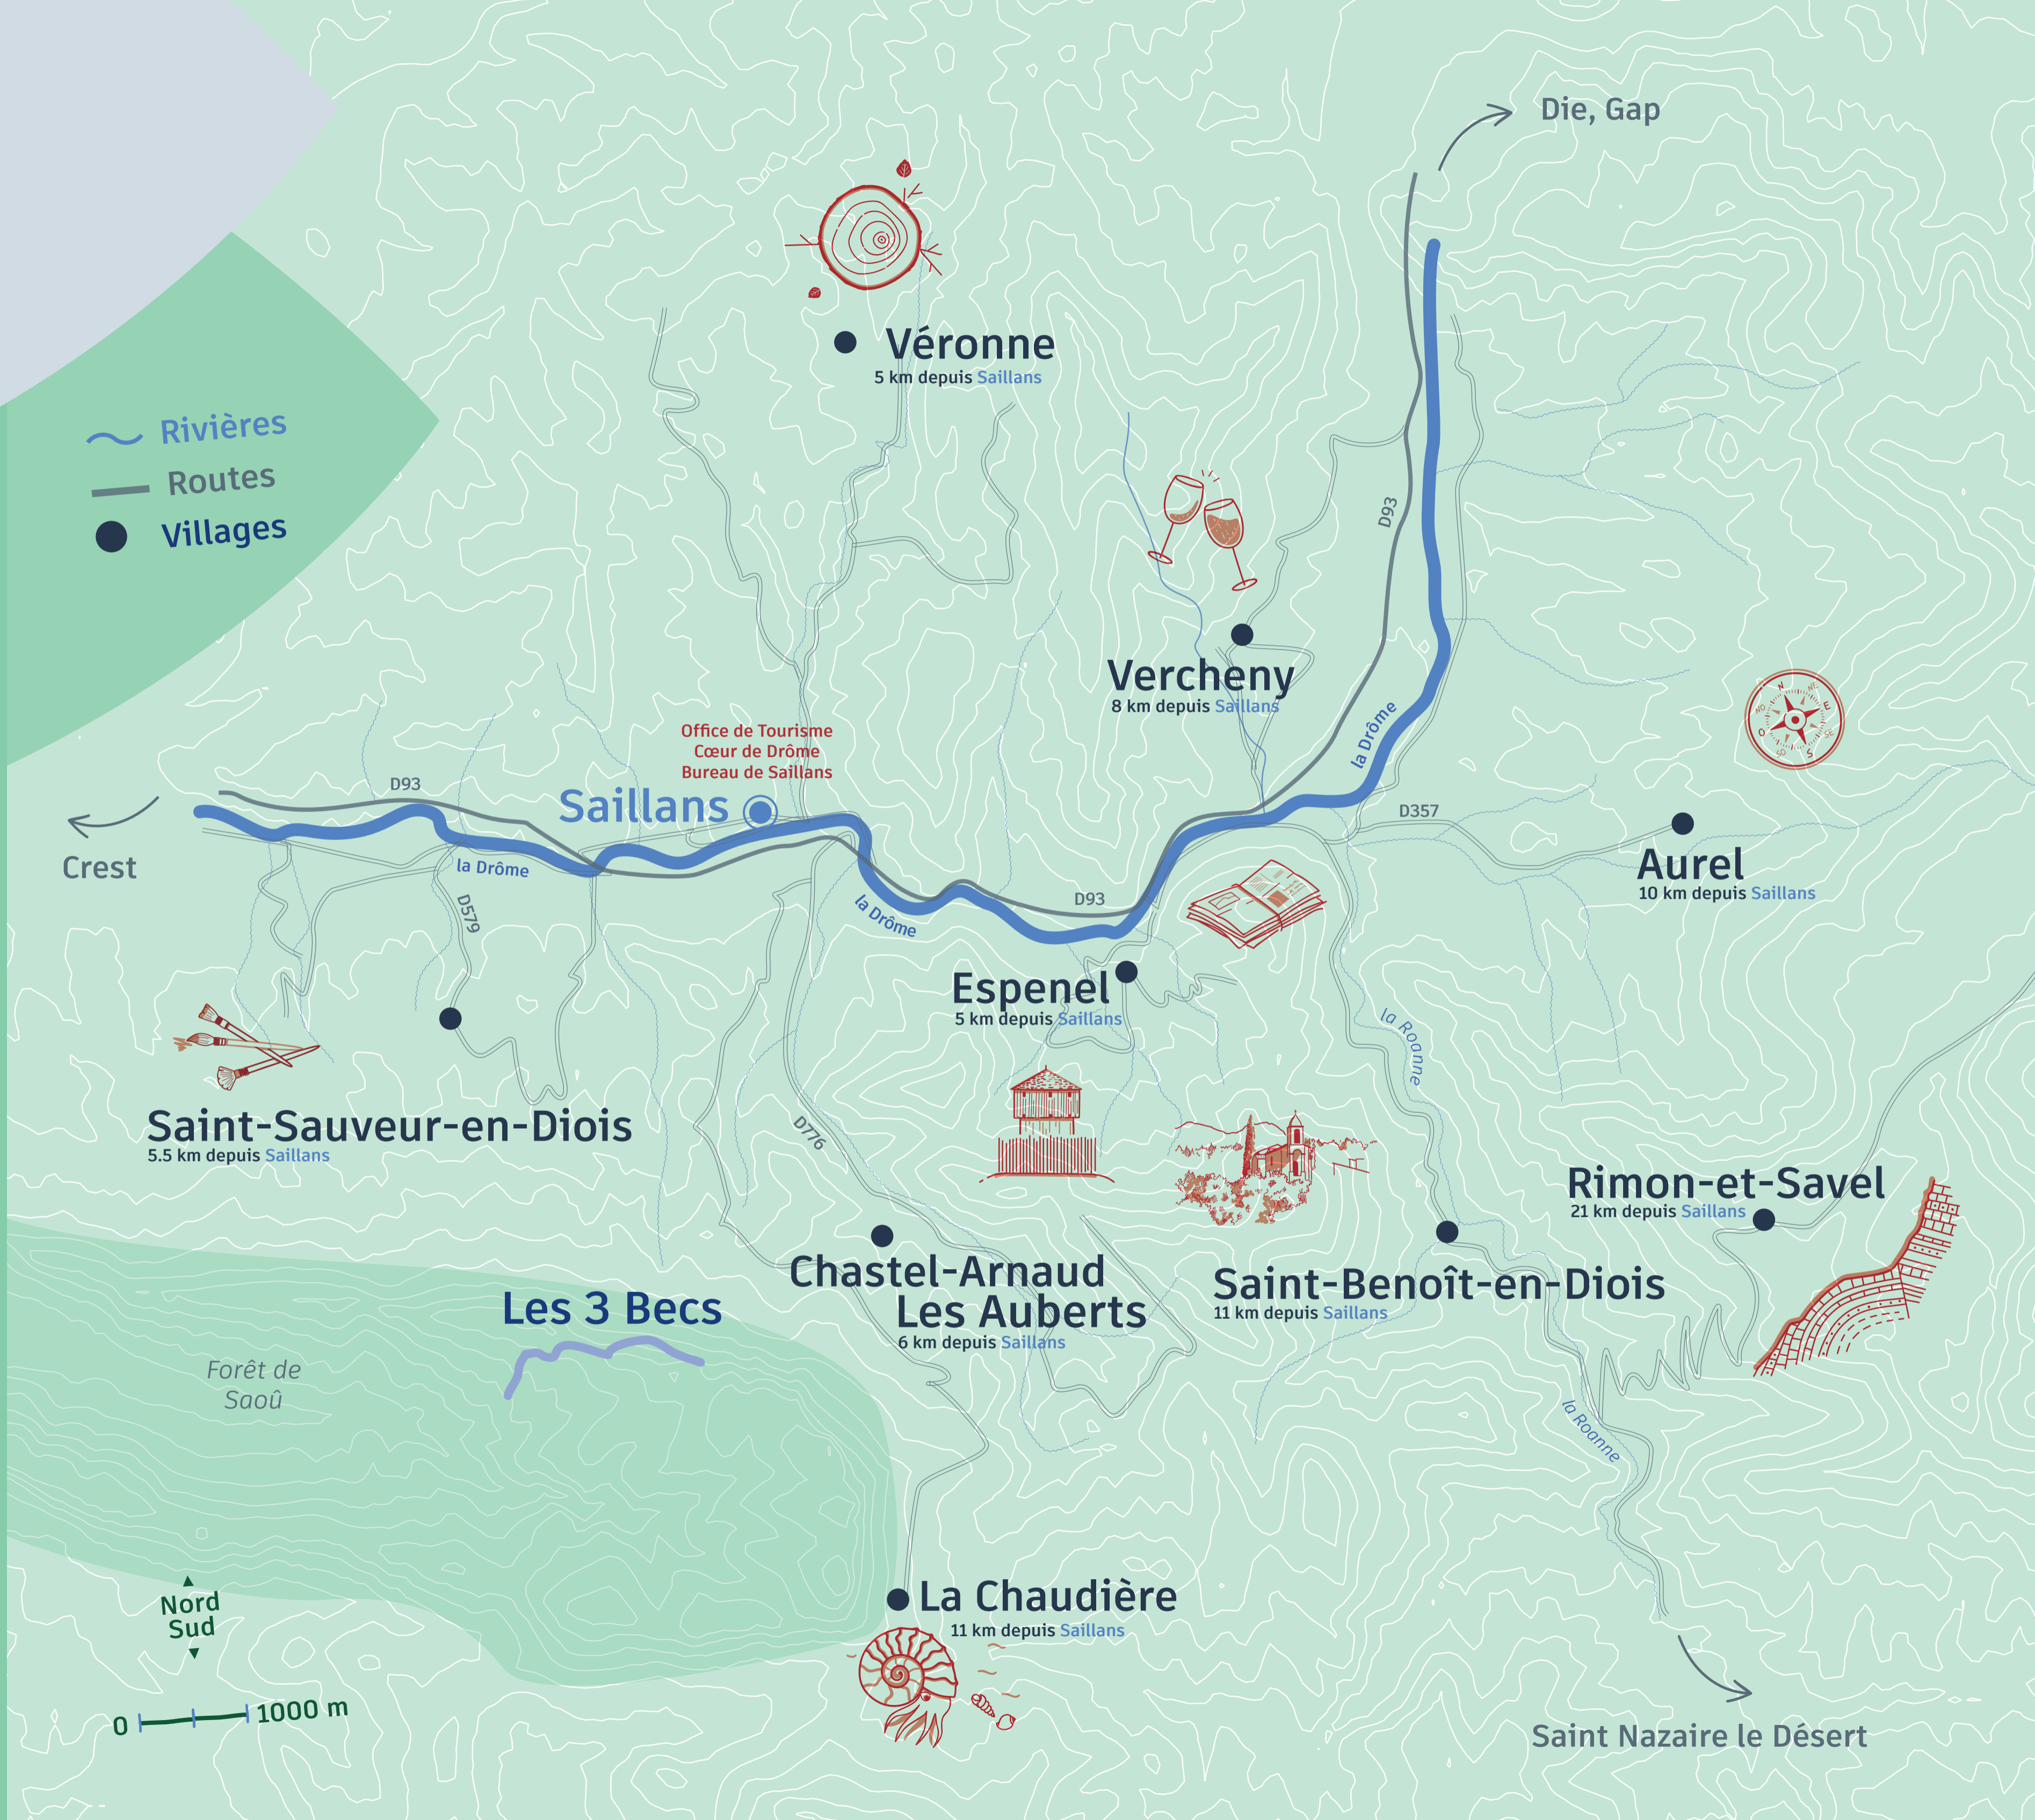 Die, Gap
Véronne
5 km depuis Saillans
Rivières
Routes
Villages
D93
Vercheny
8 km depuis Saillans
la Drôme
Office de Tourisme
Cœur de Drôme
Bureau de Saillans
Saillans
N
NE
E
SE
S
SO
O
NO
D93
Crest
la Drôme
D579
la Drôme
D93
D357
Aurel
10 km depuis Saillans
Espenel
5 km depuis Saillans
la Roanne
Saint-Sauveur-en-Diois
5.5 km depuis Saillans
D776
Rimon-et-Savel
21 km depuis Saillans
Chastel-Arnaud
Les Auberts
6 km depuis Saillans
Saint-Benoît-en-Diois
11 km depuis Saillans
Les 3 Becs
Forêt de
Saoû
la Roanne
La Chaudière
11 km depuis Saillans
Nord
Sud
0 1000 m
Saint Nazaire le Désert